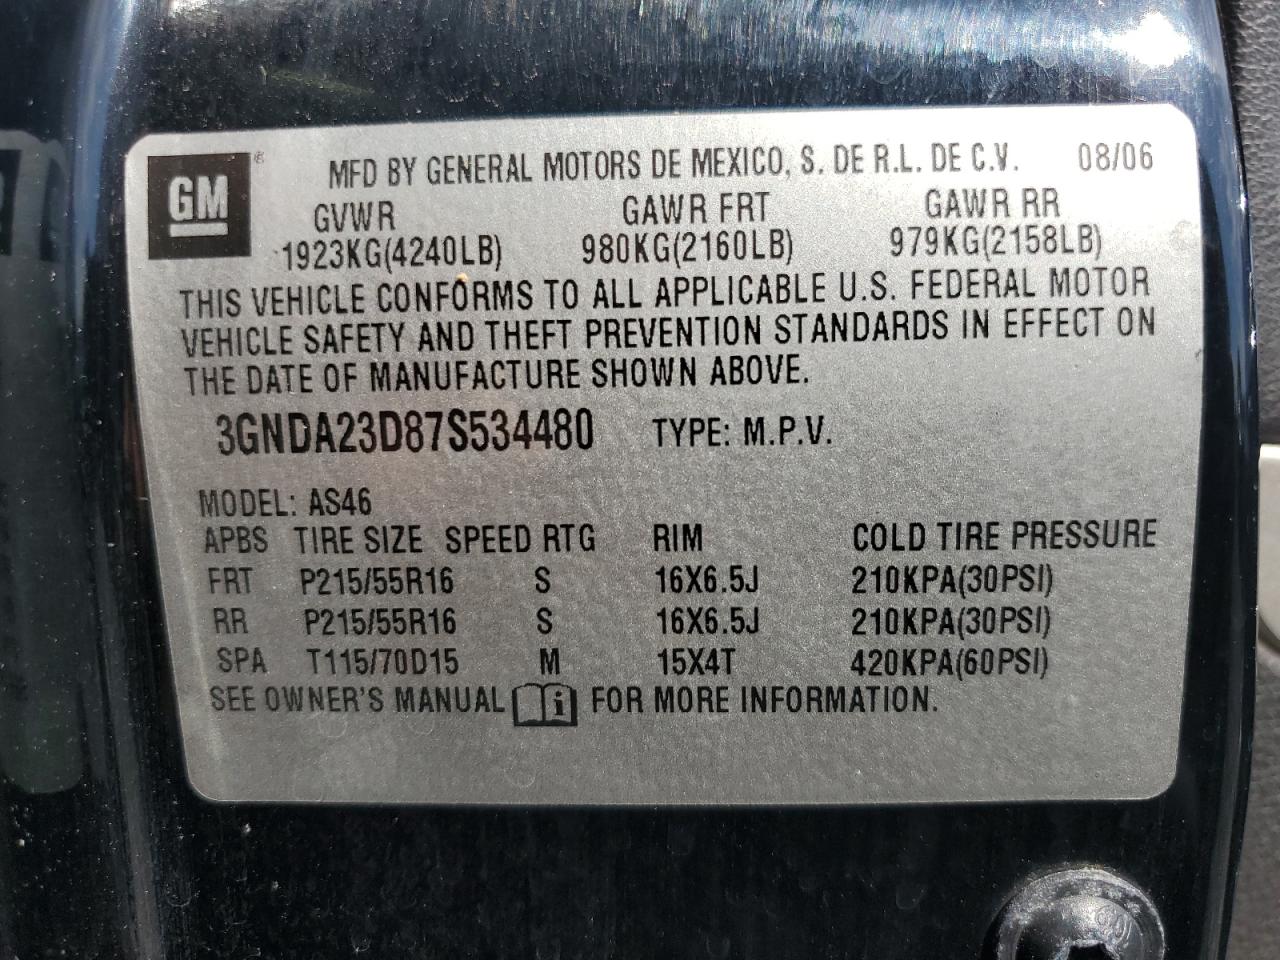 GM
®
MFD BY GENERAL MOTORS DE MEXICO, S. DE R.L. DE C.V. 08/06
GVWR GAWR FRT GAWR RR
1923KG(4240LB) 980KG(2160LB) 979KG(2158LB)
THIS VEHICLE CONFORMS TO ALL APPLICABLE U.S. FEDERAL MOTOR
VEHICLE SAFETY AND THEFT PREVENTION STANDARDS IN EFFECT ON
THE DATE OF MANUFACTURE SHOWN ABOVE.
3GNDA23D87S534480 TYPE: M.P.V.
MODEL: AS46
APBS TIRE SIZE SPEED RTG RIM COLD TIRE PRESSURE
FRT P215/55R16 S 16X6.5J 210KPA(30PSI)
RR P215/55R16 S 16X6.5J 210KPA(30PSI)
SPA T115/70D15 M 15X4T 420KPA(60PSI)
SEE OWNER'S MANUAL i FOR MORE INFORMATION.